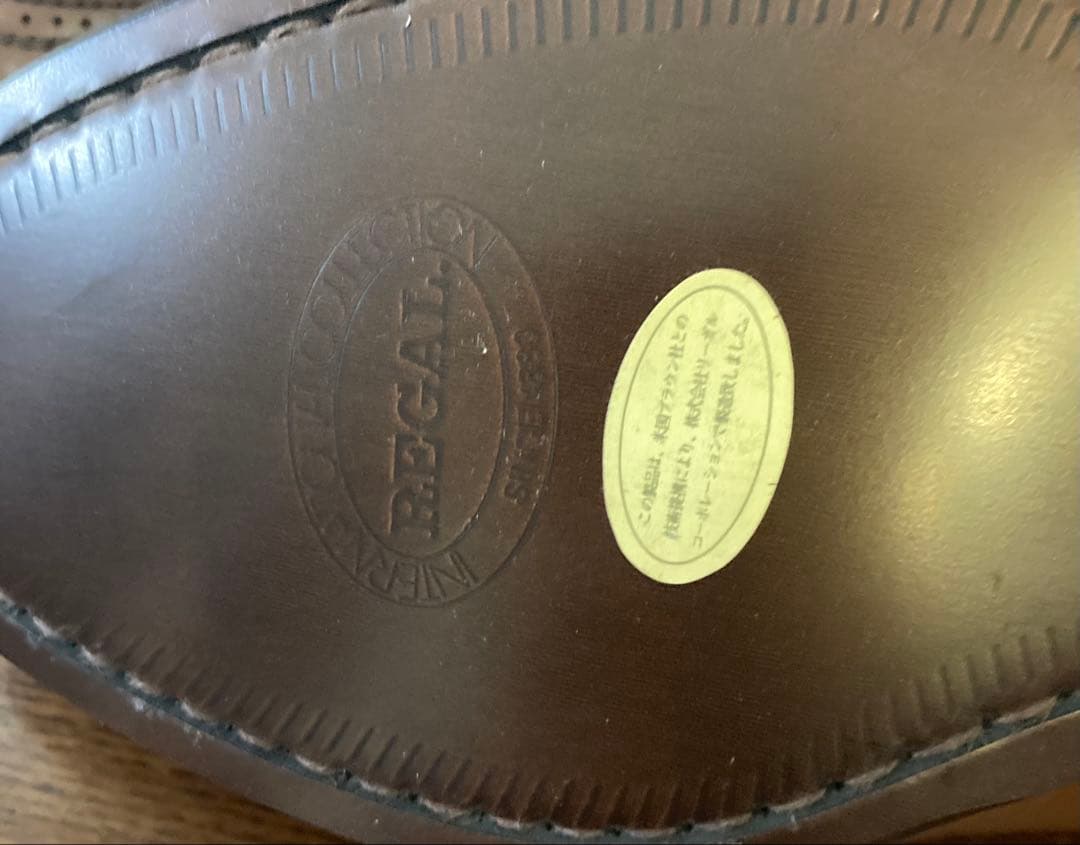 INTERN
COLLECTION
REGAL
SINCE 1880
この製品は、米国ブラウン社との
技術提携により、株式会社リーガル
コーポレーションで製造致しました。